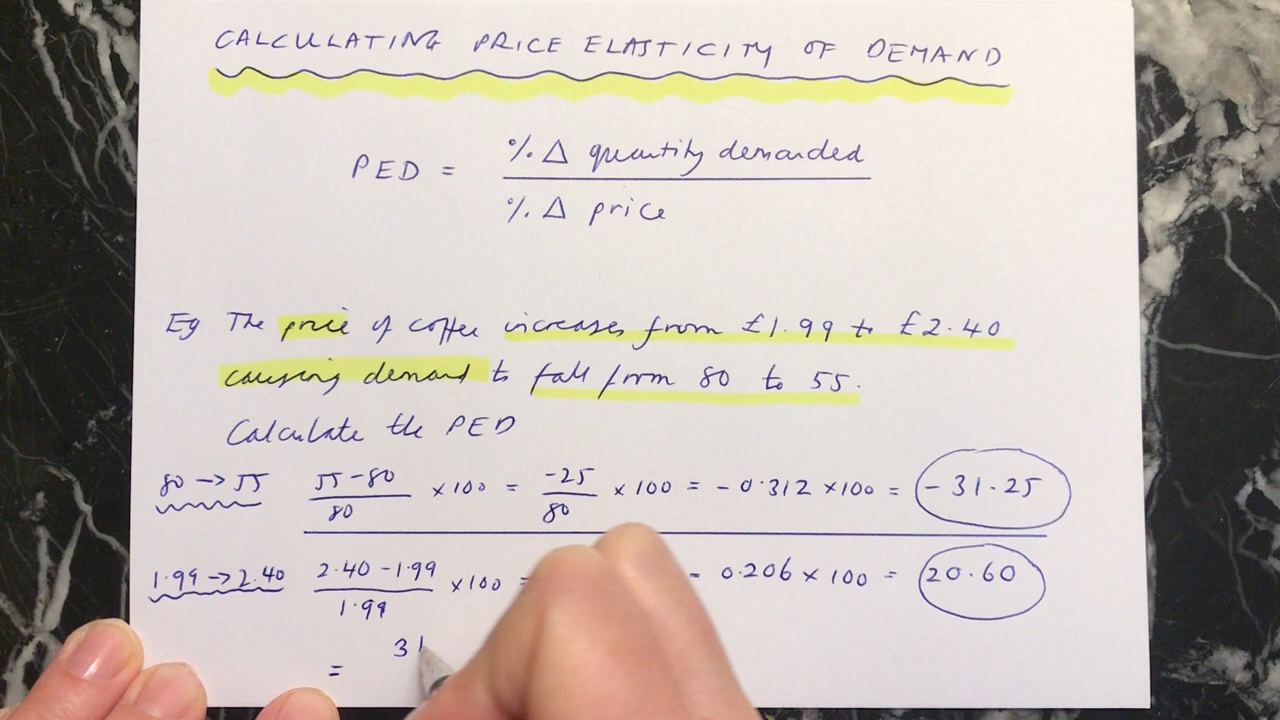 CALCULATING PRICE ELASTICITY OF DEMAND
PED = % Δ quantity demanded
% Δ price
Eg The price of coffee increases from £1.99 to £2.40
causing demand to fall from 80 to 55.
Calculate the PED
80 → 55 55 - 80 / 80 × 100 = -25 / 80 × 100 = - 0.312 × 100 = - 31.25
1.99 → 2.40 2.40 - 1.99 / 1.99 × 100 = = 0.206 × 100 = 20.60
= 31